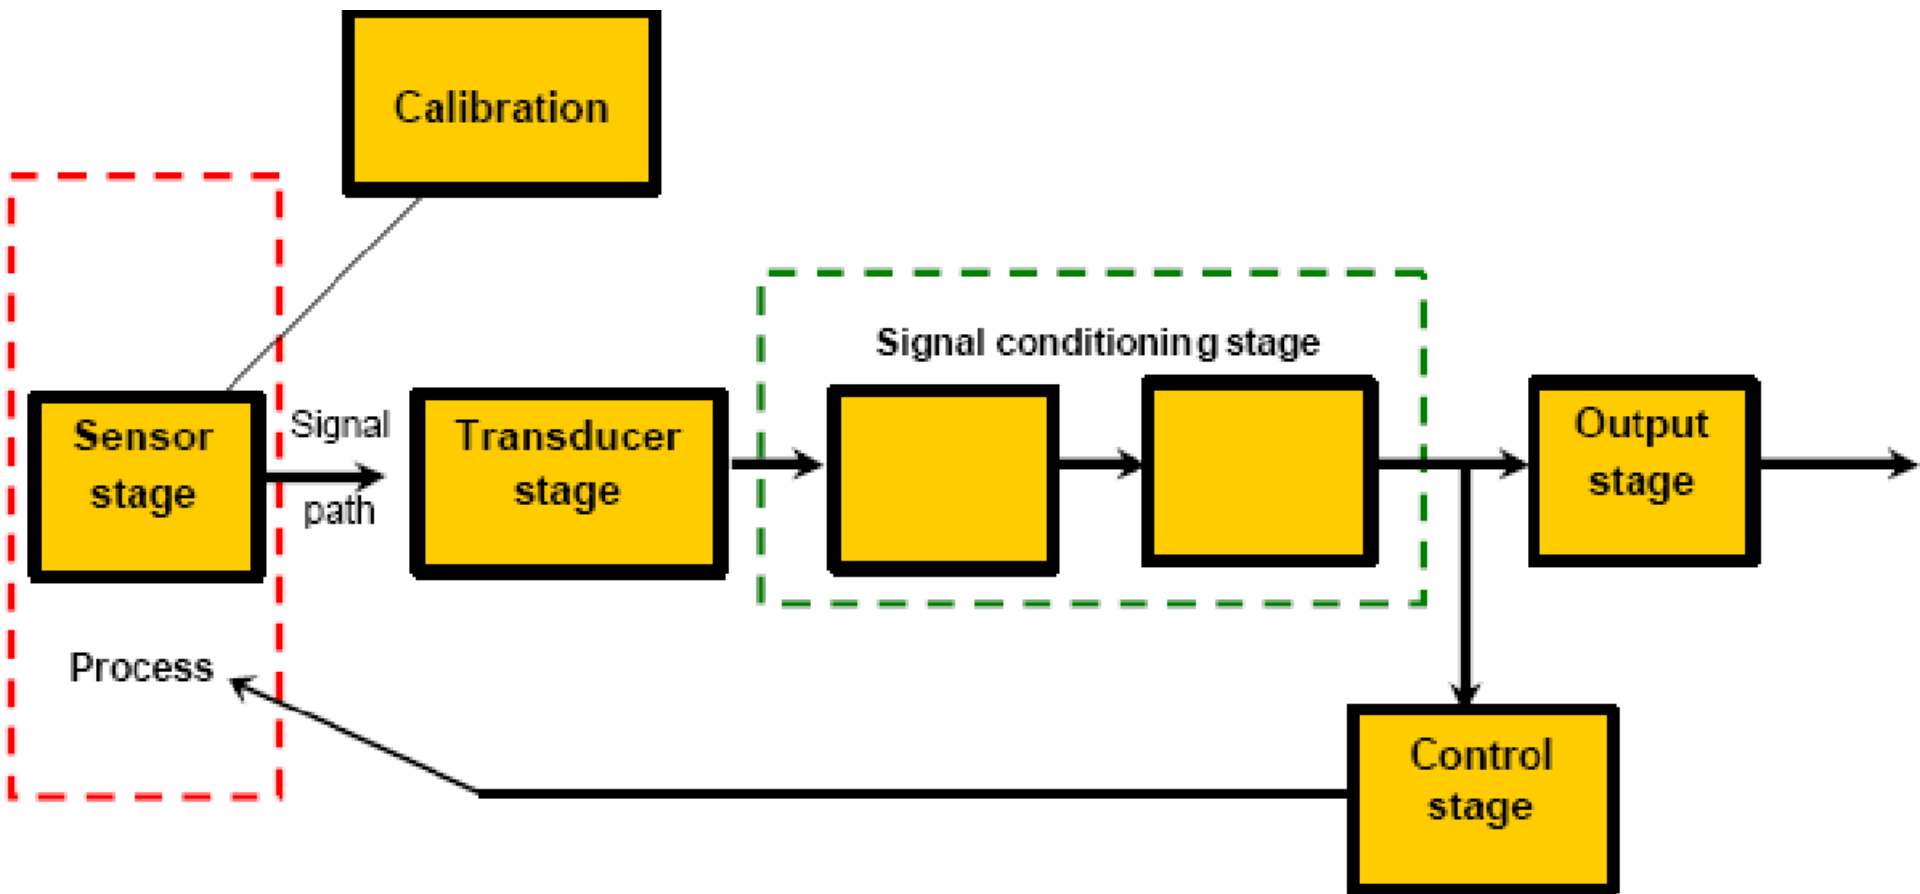 Calibration
Signal conditioning stage
Sensor
stage
Signal
path
Transducer
stage
Output
stage
Process
Control
stage